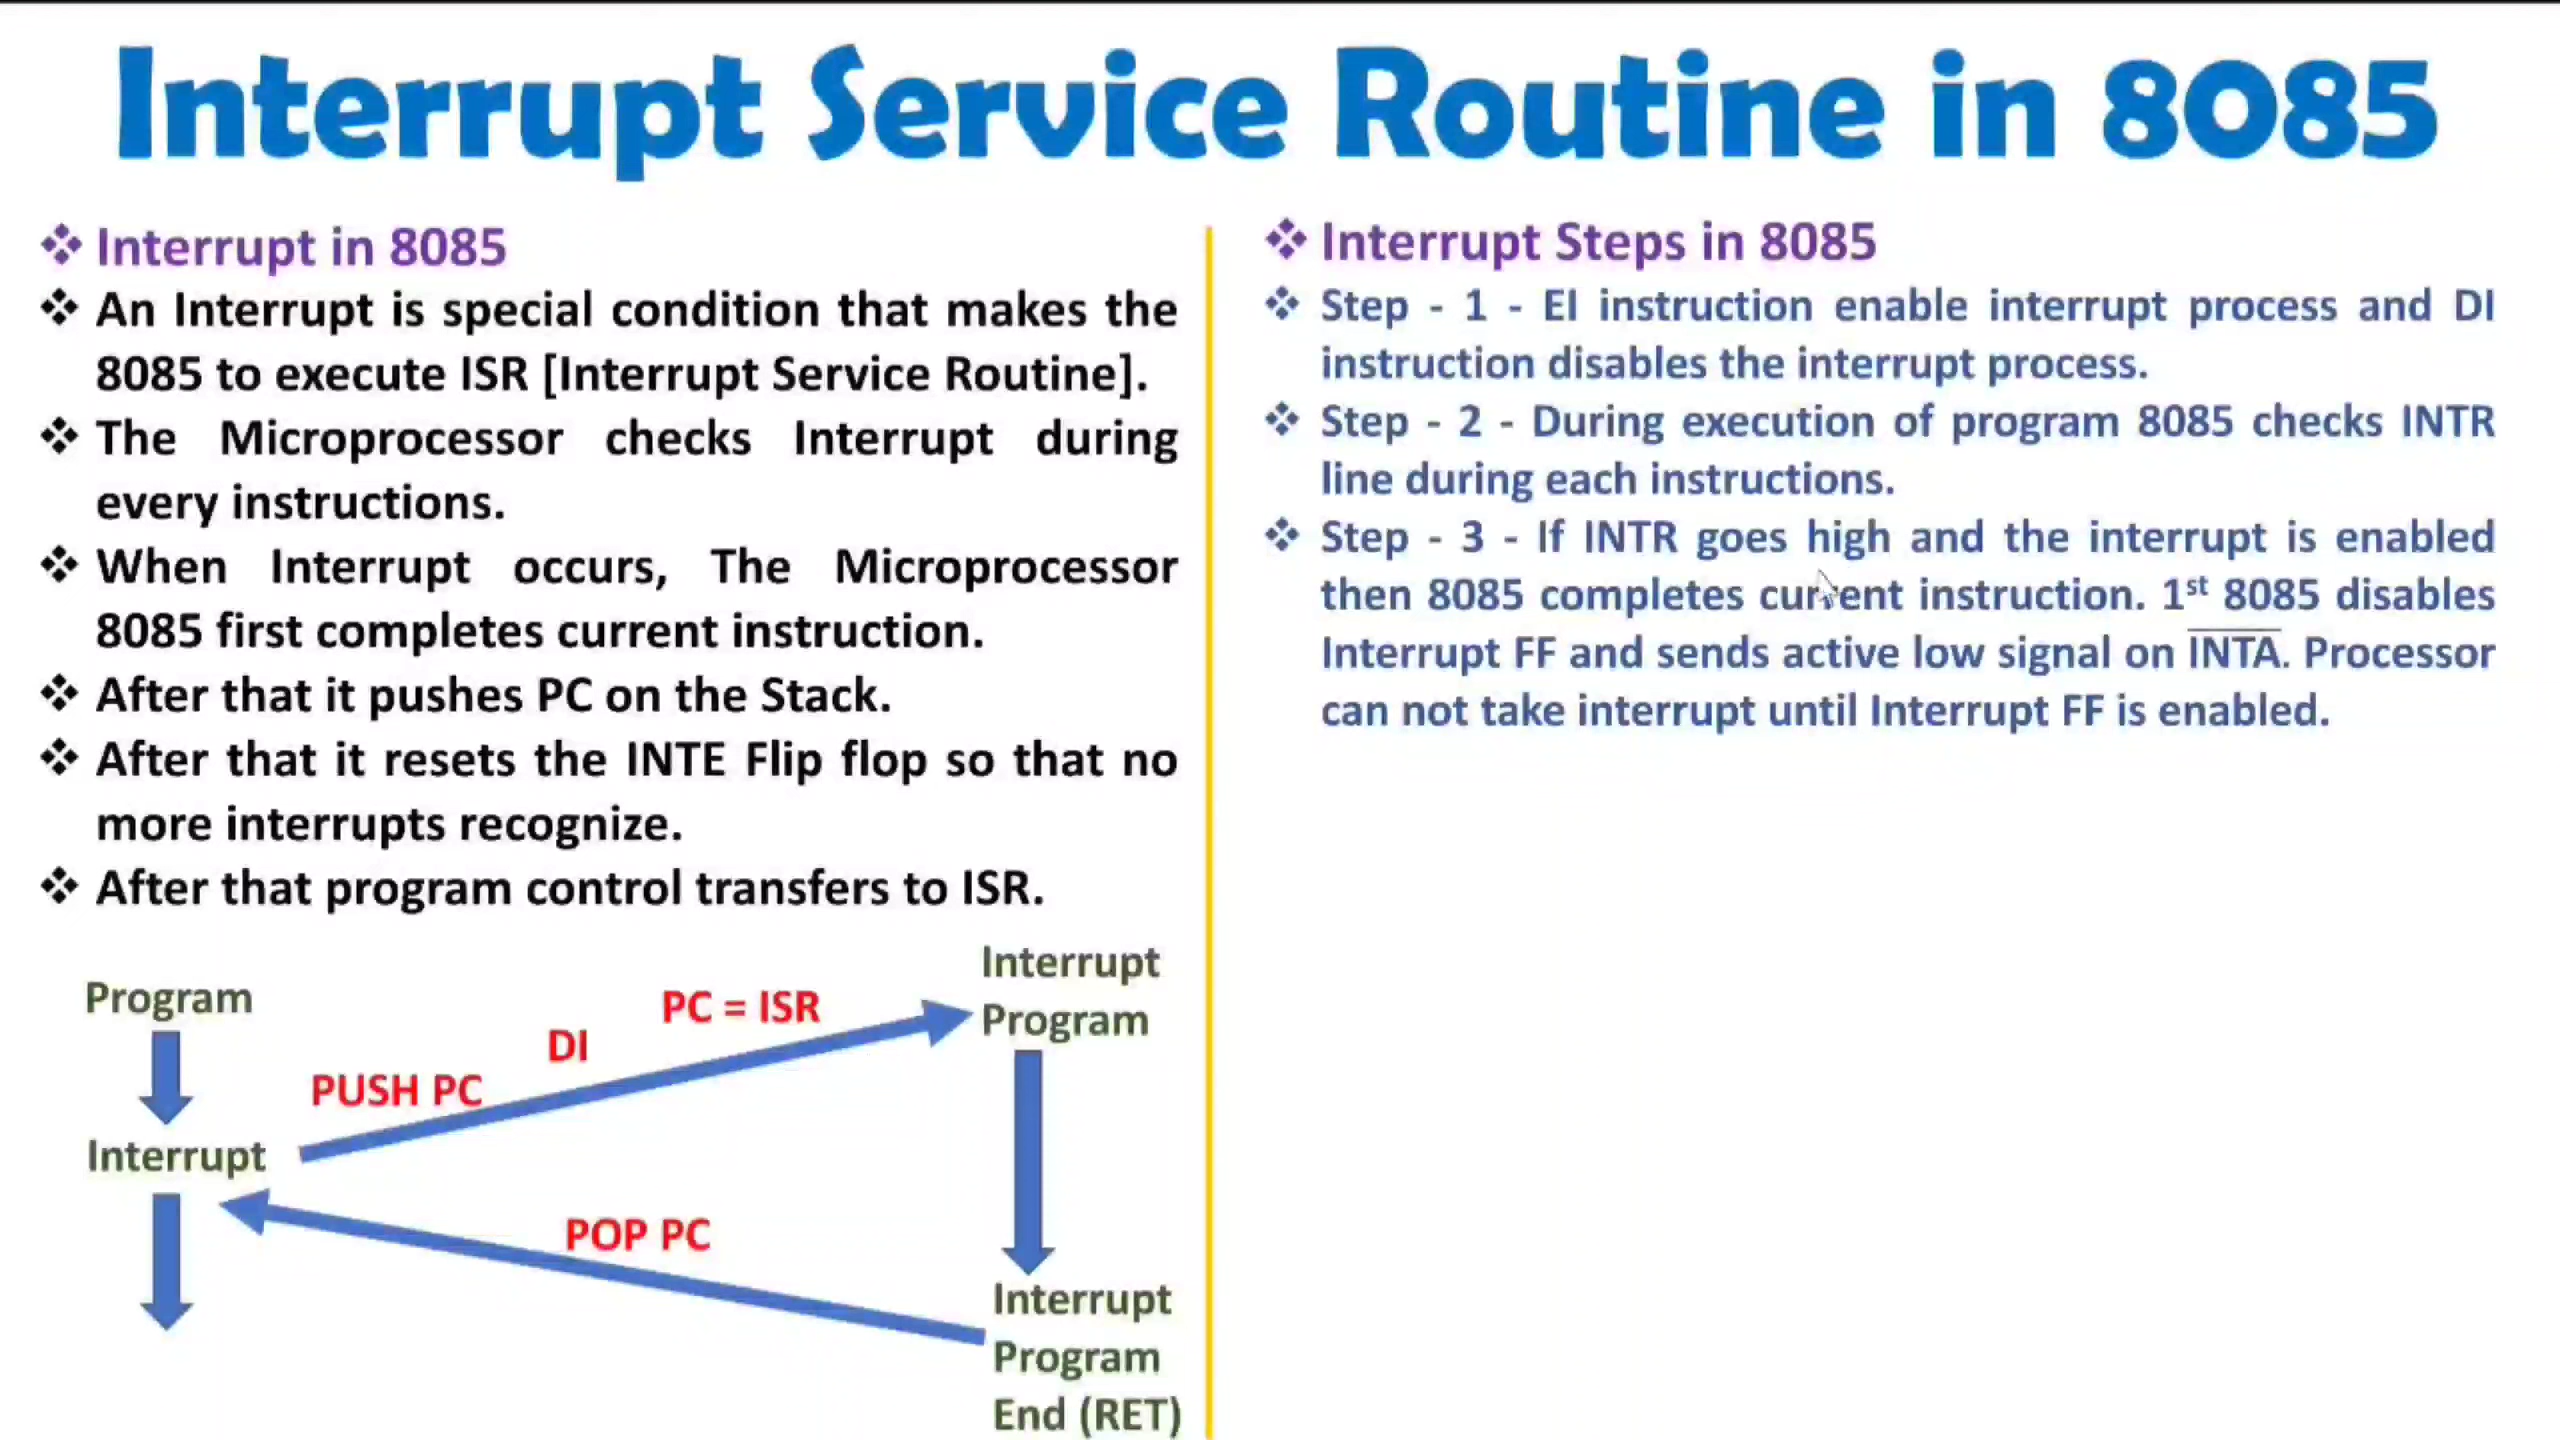 Interrupt Service Routine in 8085
❖ Interrupt in 8085
❖ An Interrupt is special condition that makes the
8085 to execute ISR [Interrupt Service Routine].
❖ The Microprocessor checks Interrupt during
every instructions.
❖ When Interrupt occurs, The Microprocessor
8085 first completes current instruction.
❖ After that it pushes PC on the Stack.
❖ After that it resets the INTE Flip flop so that no
more interrupts recognize.
❖ After that program control transfers to ISR.
Program
Interrupt
PUSH PC
DI
PC = ISR
Interrupt
Program
POP PC
Interrupt
Program
End (RET)
❖ Interrupt Steps in 8085
❖ Step - 1 - EI instruction enable interrupt process and DI
instruction disables the interrupt process.
❖ Step - 2 - During execution of program 8085 checks INTR
line during each instructions.
❖ Step - 3 - If INTR goes high and the interrupt is enabled
then 8085 completes current instruction. 1st 8085 disables
Interrupt FF and sends active low signal on I̅N̅T̅A̅. Processor
can not take interrupt until Interrupt FF is enabled.